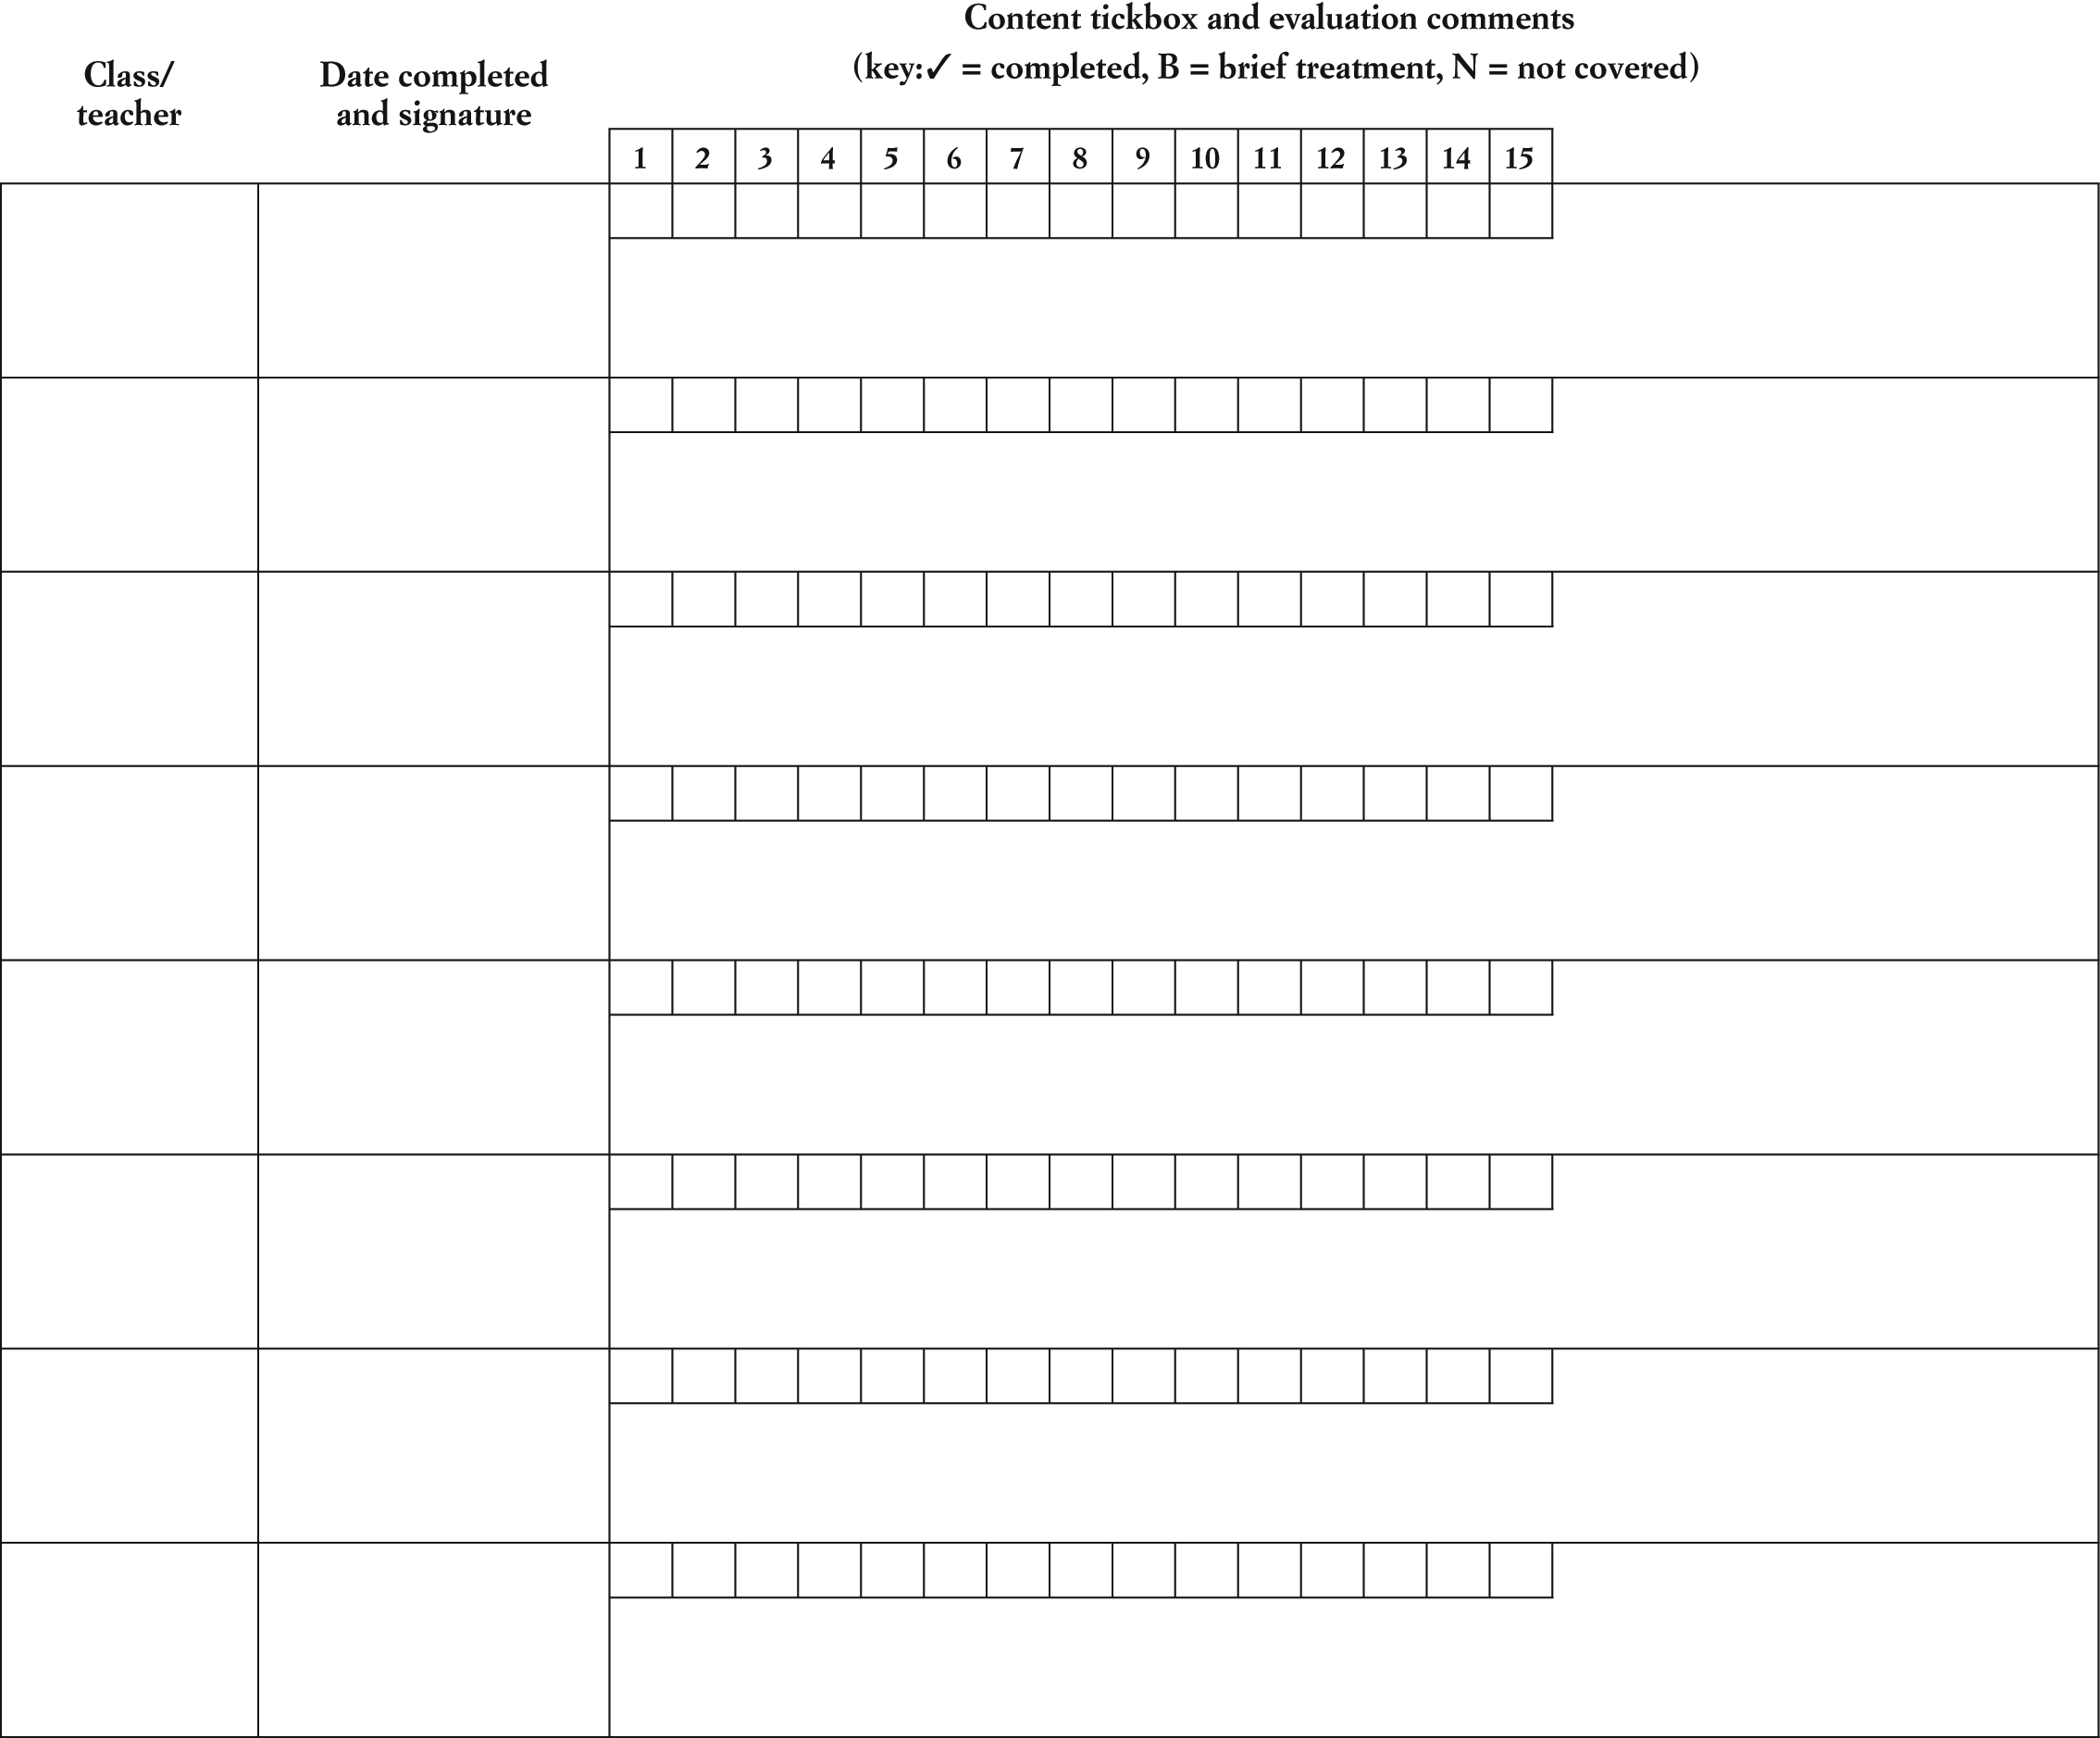 Content tickbox and evaluation comments
(key:✓ = completed, B = brief treatment, N = not covered)
Class/
teacher
Date completed
and signature
1 2 3 4 5 6 7 8 9 10 11 12 13 14 15